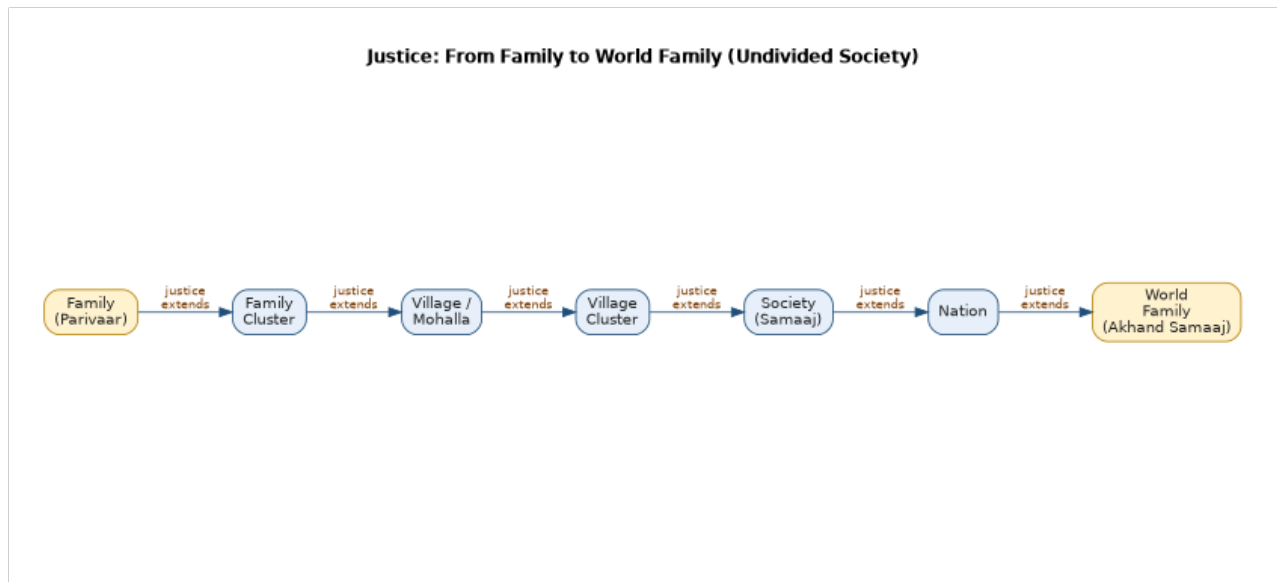 Justice: From Family to World Family (Undivided Society)
Family
(Parivaar)
justice
extends
Family
Cluster
justice
extends
Village /
Mohalla
justice
extends
Village
Cluster
justice
extends
Society
(Samaaj)
justice
extends
Nation
justice
extends
World
Family
(Akhand Samaaj)